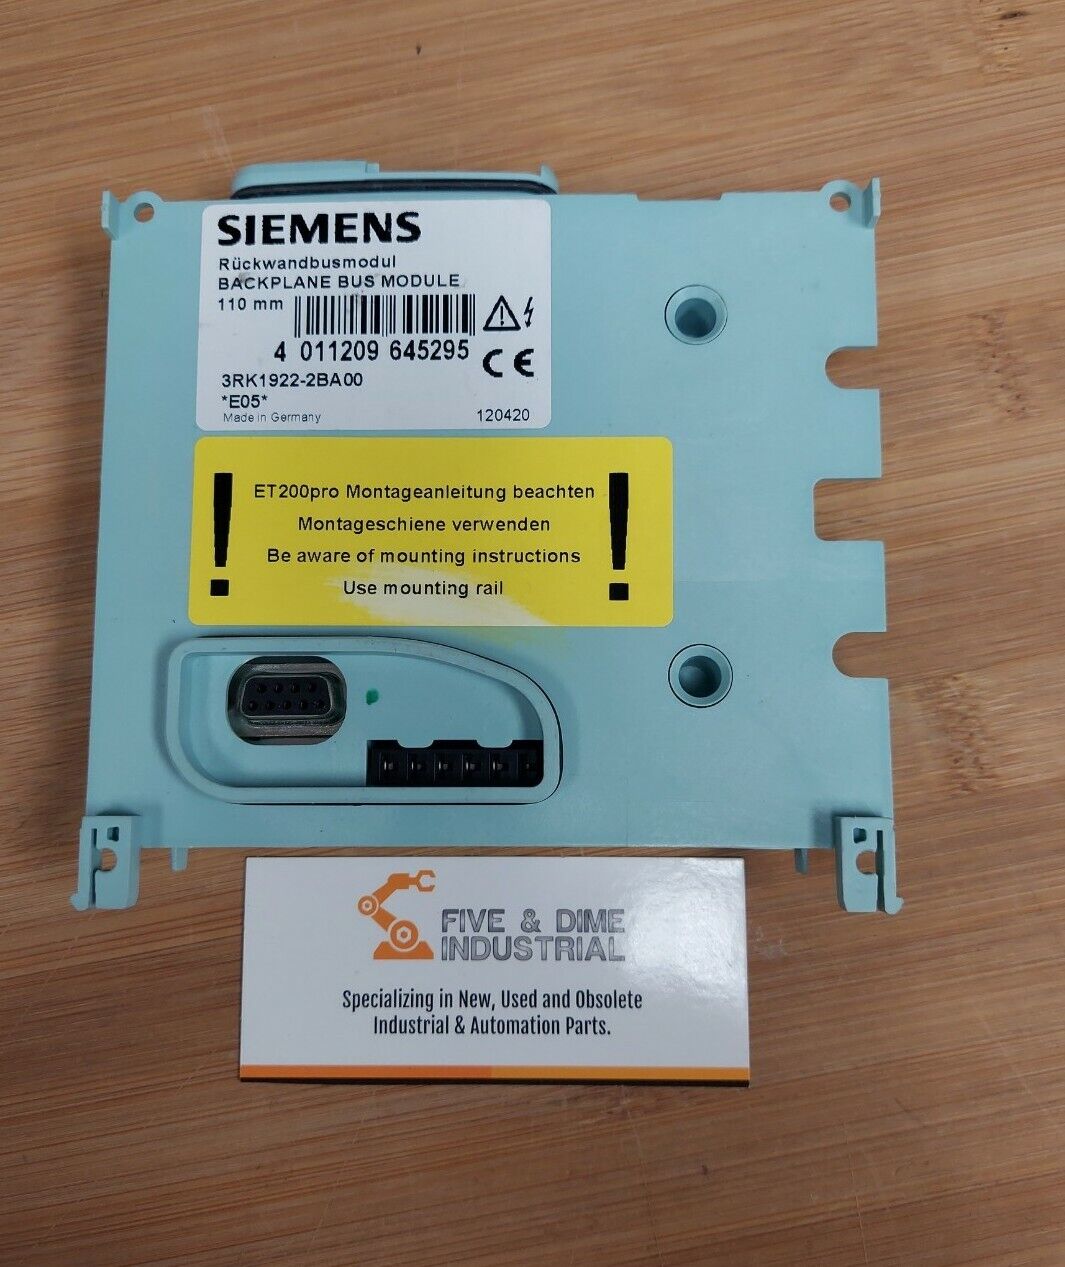 SIEMENS
Rückwandbusmodul
BACKPLANE BUS MODULE
110 mm
4 011209 645295
CE
3RK1922-2BA00
*E05*
Made in Germany 120420
ET200pro Montageanleitung beachten
Montageschiene verwenden
Be aware of mounting instructions
Use mounting rail
FIVE & DIME
INDUSTRIAL
Specializing in New, Used and Obsolete
Industrial & Automation Parts.